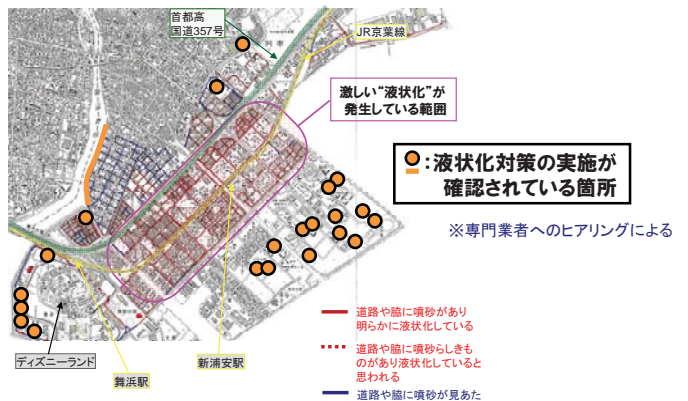 首都高
国道357号
JR京葉線
激しい“液状化”が
発生している範囲
:液状化対策の実施が
確認されている箇所
※専門業者へのヒアリングによる
道路や脇に噴砂があり
明らかに液状化している
道路や脇に噴砂らしきも
のがあり液状化していると
思われる
道路や脇に噴砂が見あた
新浦安駅
ディズニーランド
舞浜駅